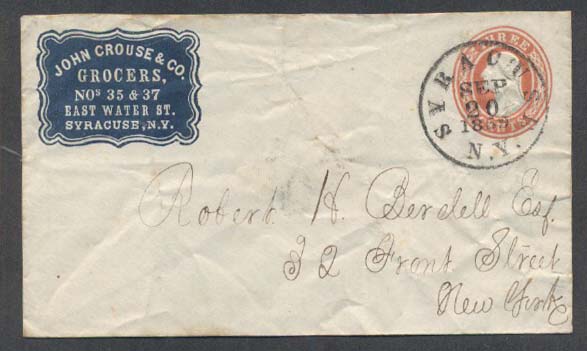 JOHN CROUSE & CO.
GROCERS,
NOS 35 & 37
EAST WATER ST.
SYRACUSE, N.Y.
THREE
SYRACUSE
SEP
20
1859
N.Y.
Robert H. Berdell Esq.
32 Front Street
New York